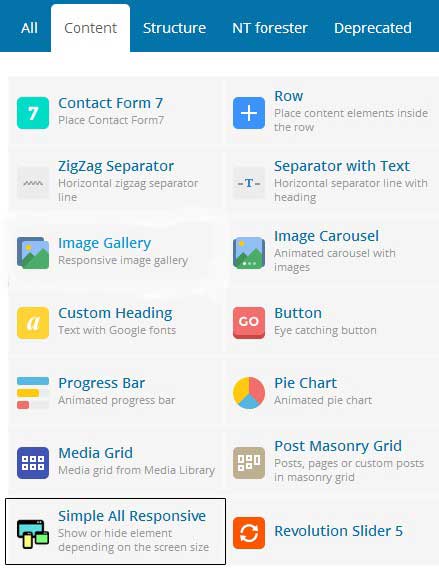 All Content Structure NT forester Deprecated
7 Contact Form 7
Place Contact Form7
Row
Place content elements inside
the row
ZigZag Separator
Horizontal zigzag separator
line
-T- Separator with Text
Horizontal separator line with
heading
Image Gallery
Responsive image gallery
Image Carousel
Animated carousel with
images
a Custom Heading
Text with Google fonts
GO Button
Eye catching button
Progress Bar
Animated progress bar
Pie Chart
Animated pie chart
Media Grid
Media grid from Media Library
Post Masonry Grid
Posts, pages or custom posts
in masonry grid
Simple All Responsive
Show or hide element
depending on the screen size
Revolution Slider 5